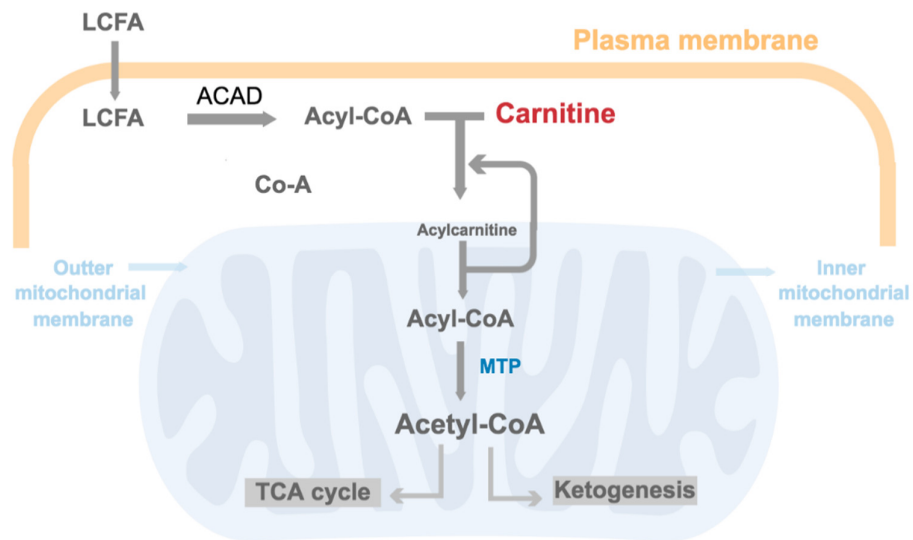 LCFA
Plasma membrane
LCFA
ACAD
Acyl-CoA
Carnitine
Co-A
Acylcarnitine
Outter
mitochondrial
membrane
Inner
mitochondrial
membrane
Acyl-CoA
MTP
Acetyl-CoA
TCA cycle
Ketogenesis